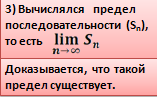 3) Вычислялся предел
последовательности (Sₙ),
то есть lim Sₙ
n→∞
Доказывается, что такой
предел существует.